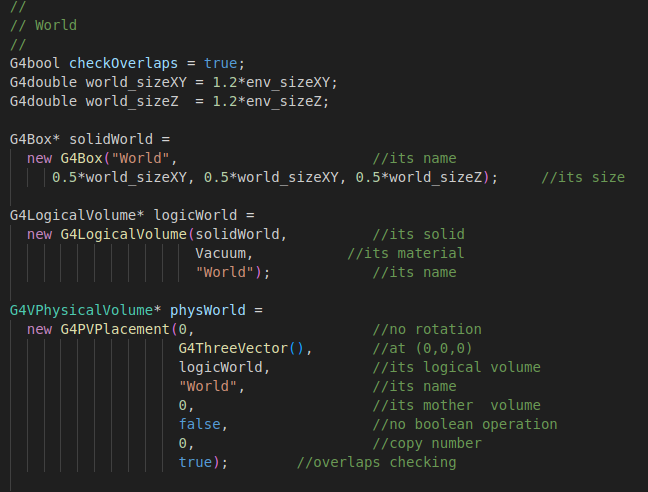 //
// World
//
G4bool checkOverlaps = true;
G4double world_sizeXY = 1.2*env_sizeXY;
G4double world_sizeZ  = 1.2*env_sizeZ;

G4Box* solidWorld =
  new G4Box("World",                       //its name
     0.5*world_sizeXY, 0.5*world_sizeXY, 0.5*world_sizeZ);     //its size

G4LogicalVolume* logicWorld =
  new G4LogicalVolume(solidWorld,          //its solid
                      Vacuum,           //its material
                      "World");            //its name

G4VPhysicalVolume* physWorld =
  new G4PVPlacement(0,                     //no rotation
                    G4ThreeVector(),       //at (0,0,0)
                    logicWorld,            //its logical volume
                    "World",               //its name
                    0,                     //its mother  volume
                    false,                 //no boolean operation
                    0,                     //copy number
                    true);        //overlaps checking